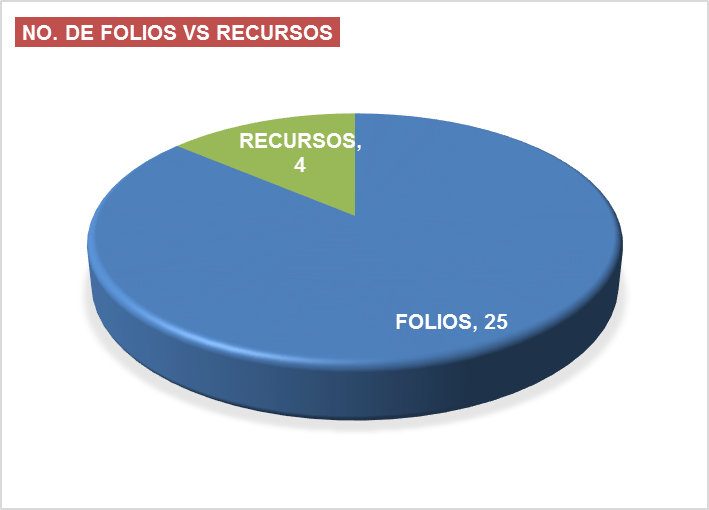 NO. DE FOLIOS VS RECURSOS
RECURSOS,
4
FOLIOS, 25